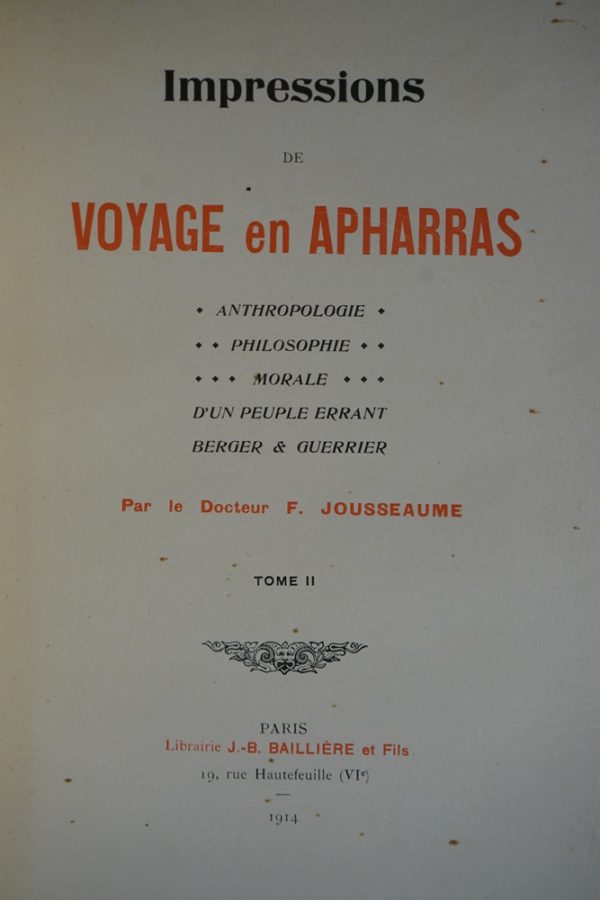 Impressions
DE
VOYAGE en APHARRAS
ANTHROPOLOGIE
PHILOSOPHIE
MORALE
D'UN PEUPLE ERRANT
BERGER & GUERRIER
Par le Docteur F. JOUSSEAUME
TOME II
PARIS
Librairie J.-B. BAILLIÈRE et Fils
19, rue Hautefeuille (VIe)
1914